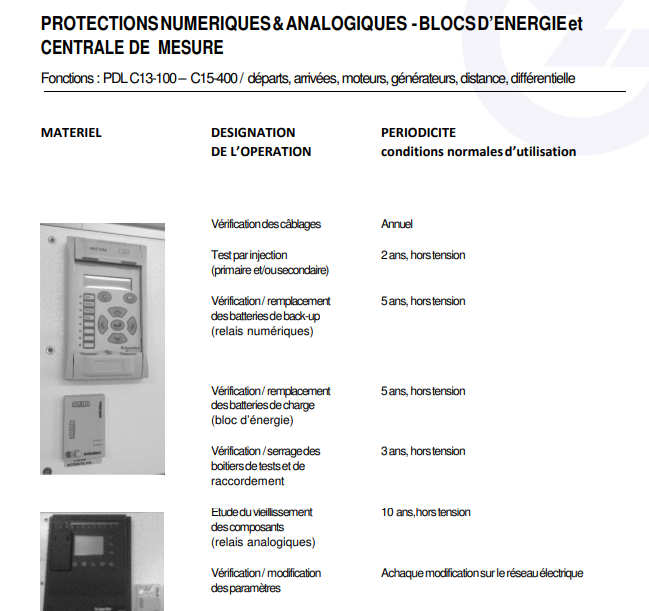 PROTECTIONS NUMERIQUES & ANALOGIQUES - BLOCS D'ENERGIE et
CENTRALE DE MESURE
Fonctions : PDL C13-100 – C15-400 / départs, arrivées, moteurs, générateurs, distance, différentielle
MATERIEL
DESIGNATION
DE L'OPERATION
PERIODICITE
conditions normales d'utilisation
Vérification des câblages
Annuel
Test par injection
(primaire et/ou secondaire)
2 ans, hors tension
Vérification / remplacement
des batteries de back-up
(relais numériques)
5 ans, hors tension
Vérification / remplacement
des batteries de charge
(bloc d'énergie)
5 ans, hors tension
Vérification / serrage des
boitiers de tests et de
raccordement
3 ans, hors tension
Etude du vieillissement
des composants
(relais analogiques)
10 ans, hors tension
Vérification / modification
des paramètres
A chaque modification sur le réseau électrique